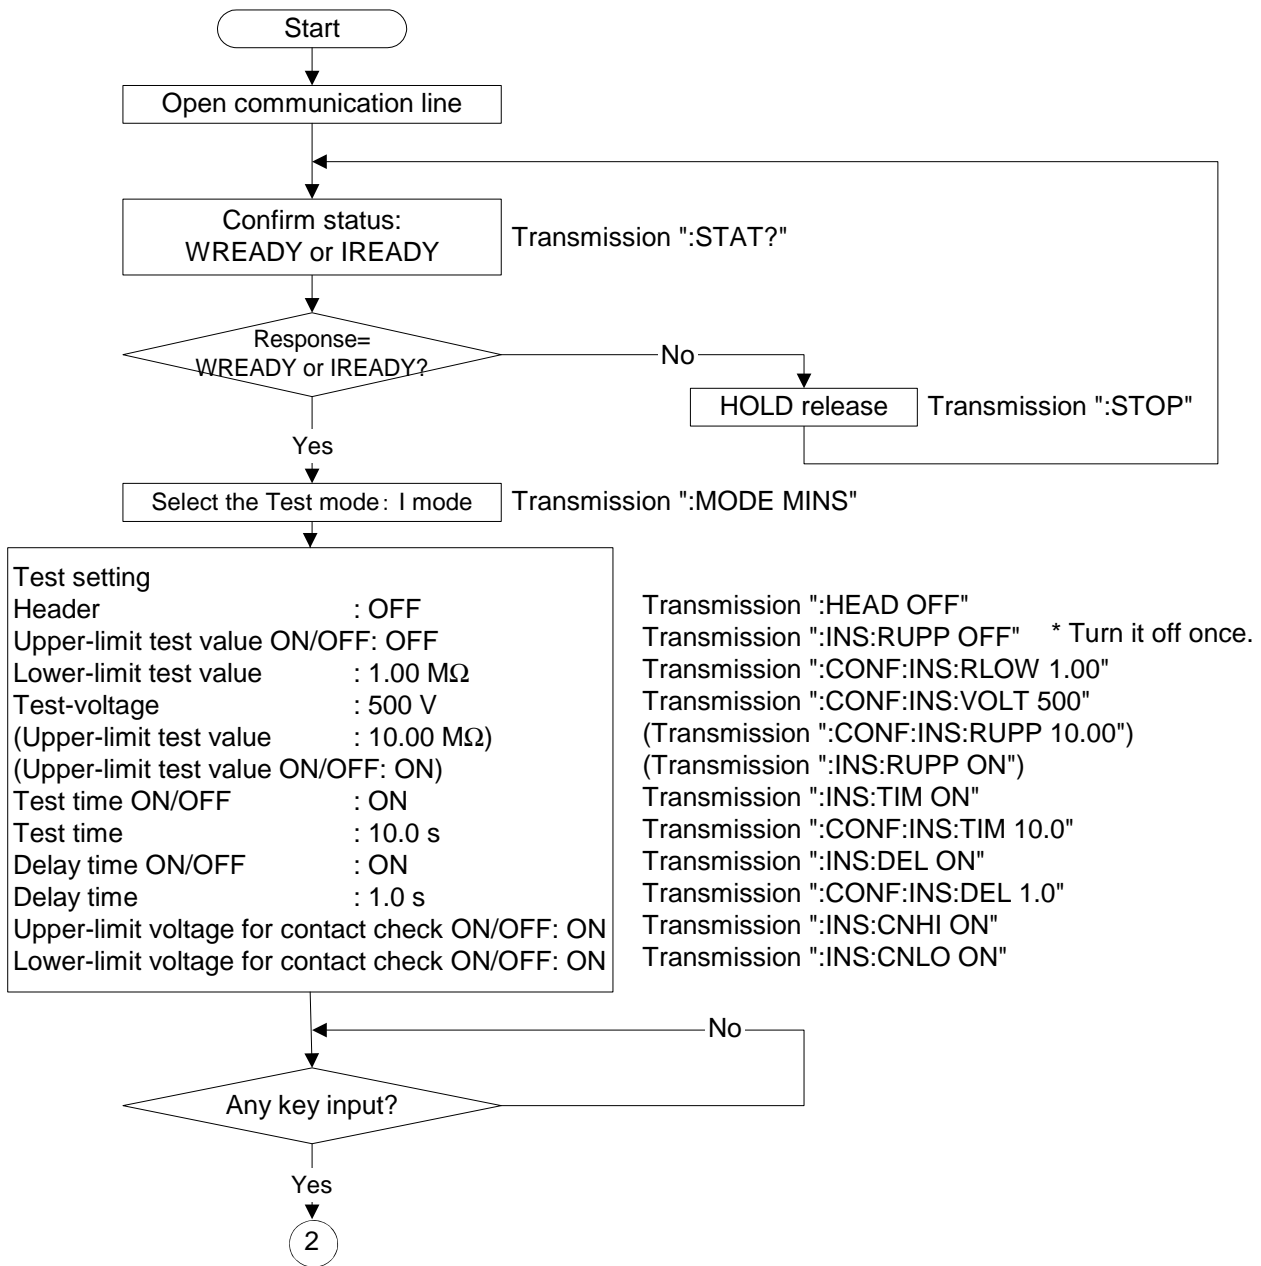 Start
Open communication line
Confirm status:
WREADY or IREADY
Transmission ":STAT?"
Response=
WREADY or IREADY?
No
HOLD release
Transmission ":STOP"
Yes
Select the Test mode: I mode
Transmission ":MODE MINS"
Test setting
Header : OFF
Transmission ":HEAD OFF"
Upper-limit test value ON/OFF: OFF
Transmission ":INS:RUPP OFF" * Turn it off once.
Lower-limit test value : 1.00 MΩ
Transmission ":CONF:INS:RLOW 1.00"
Test-voltage : 500 V
Transmission ":CONF:INS:VOLT 500"
(Upper-limit test value : 10.00 MΩ)
(Transmission ":CONF:INS:RUPP 10.00")
(Upper-limit test value ON/OFF: ON)
(Transmission ":INS:RUPP ON")
Test time ON/OFF : ON
Transmission ":INS:TIM ON"
Test time : 10.0 s
Transmission ":CONF:INS:TIM 10.0"
Delay time ON/OFF : ON
Transmission ":INS:DEL ON"
Delay time : 1.0 s
Transmission ":CONF:INS:DEL 1.0"
Upper-limit voltage for contact check ON/OFF: ON
Transmission ":INS:CNHI ON"
Lower-limit voltage for contact check ON/OFF: ON
Transmission ":INS:CNLO ON"
No
Any key input?
Yes
2